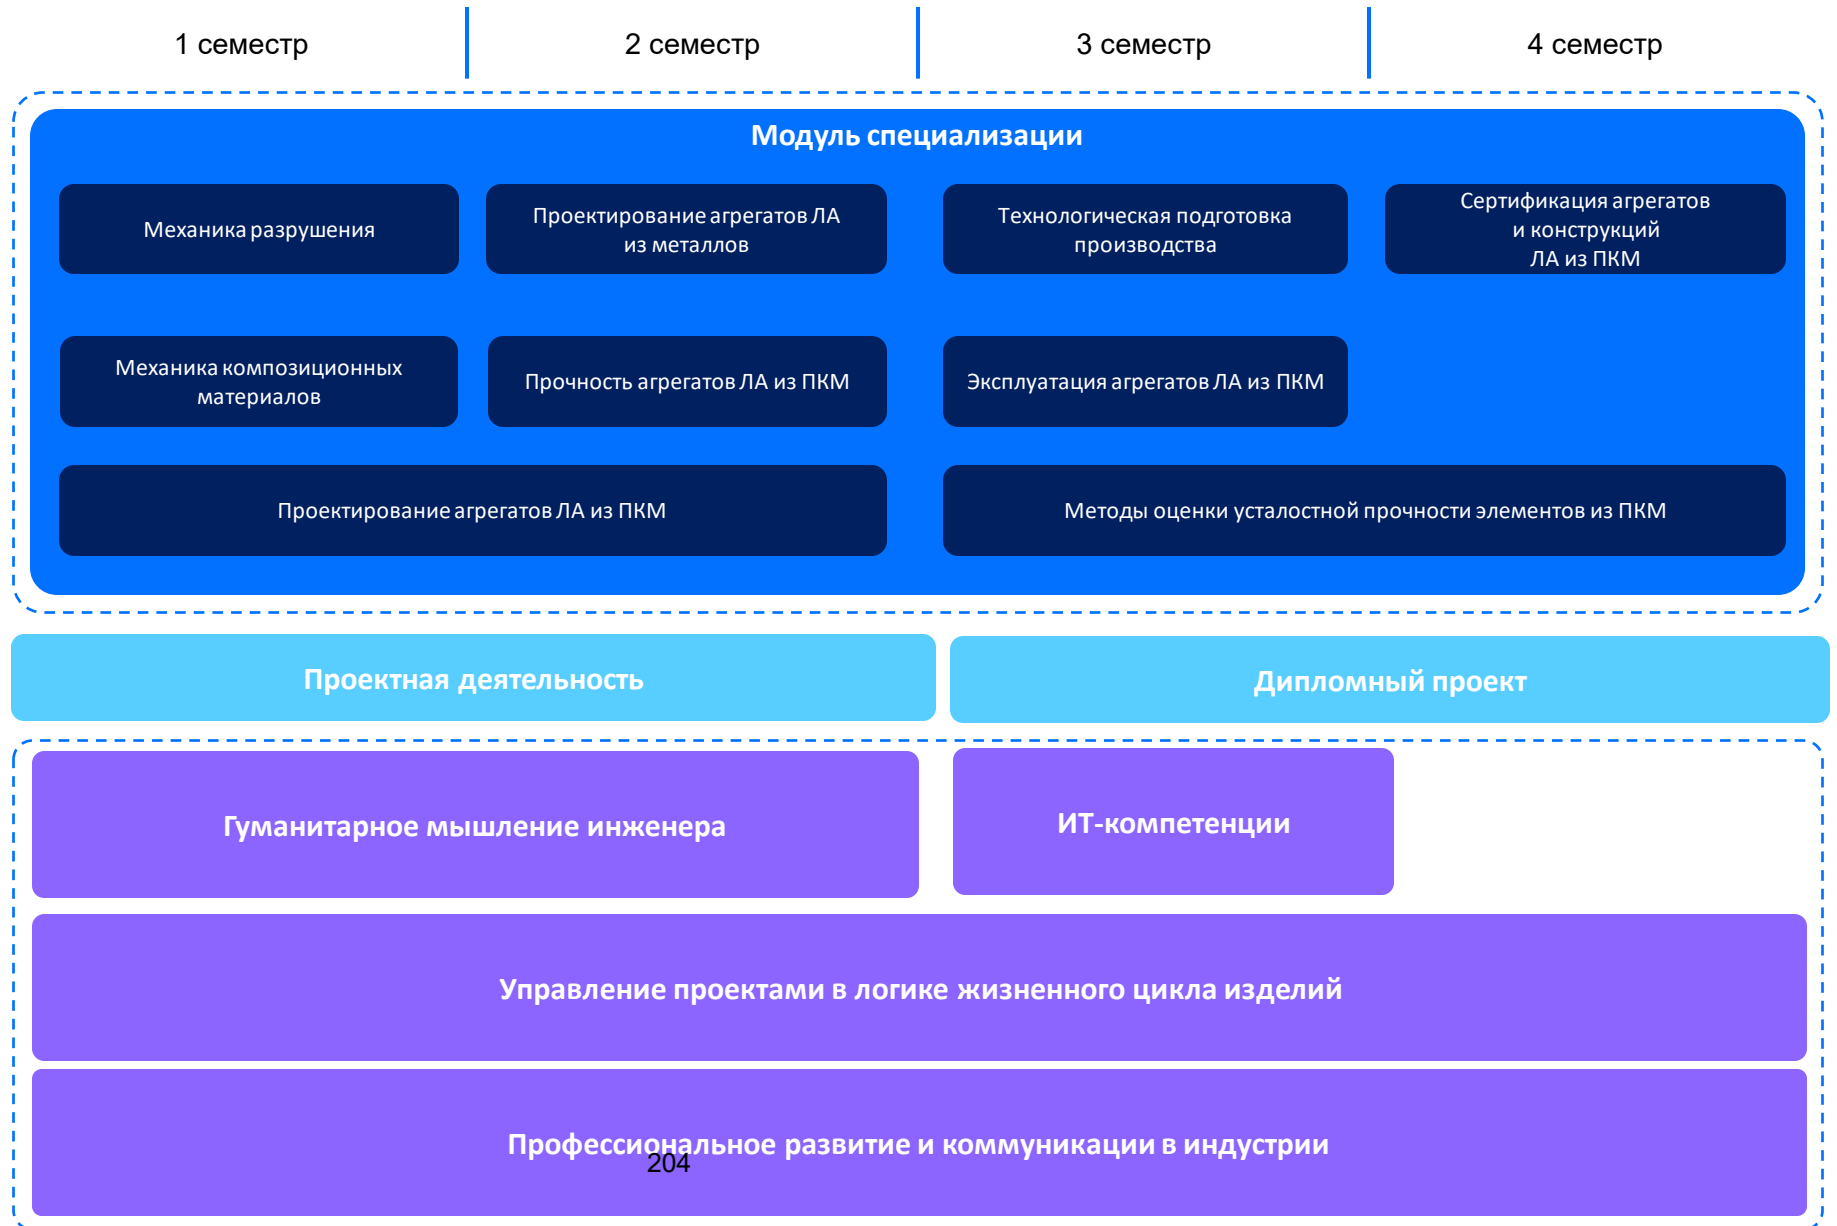 1 семестр
2 семестр
3 семестр
4 семестр
Модуль специализации
Механика разрушения
Проектирование агрегатов ЛА
из металлов
Технологическая подготовка
производства
Сертификация агрегатов
и конструкций
ЛА из ПКМ
Механика композиционных
материалов
Прочность агрегатов ЛА из ПКМ
Эксплуатация агрегатов ЛА из ПКМ
Проектирование агрегатов ЛА из ПКМ
Методы оценки усталостной прочности элементов из ПКМ
Проектная деятельность
Дипломный проект
Гуманитарное мышление инженера
ИТ-компетенции
Управление проектами в логике жизненного цикла изделий
Профессиональное развитие и коммуникации в индустрии
204